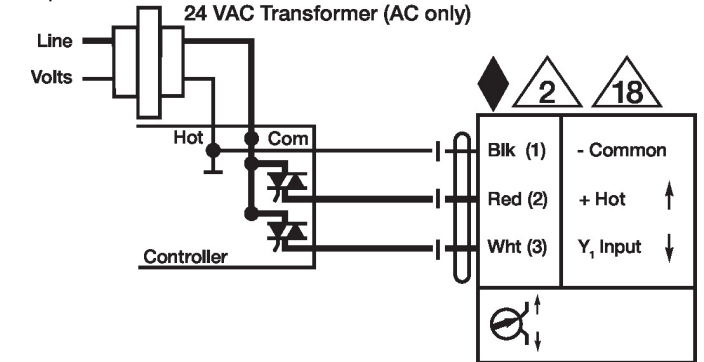 24 VAC Transformer (AC only)
Line
Volts
Hot
Com
Controller
2
18
Blk (1)
- Common
Red (2)
+ Hot
Wht (3)
Y₁ Input